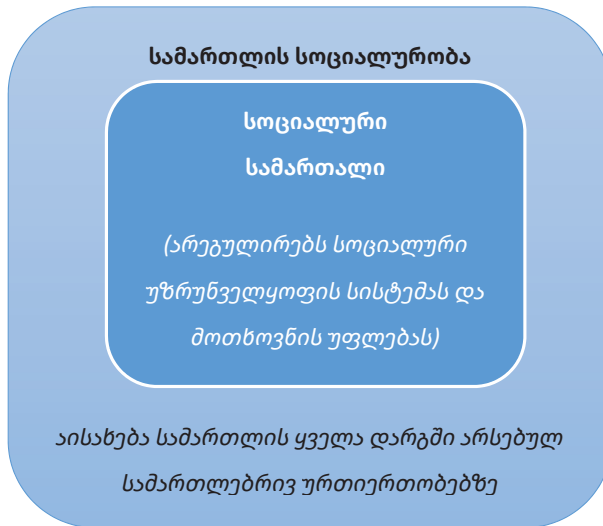 სამართლის სოციალურობა
სოციალური
სამართალი
(არეგულირებს სოციალური
უზრუნველყოფის სისტემას და
მოთხოვნის უფლებას)
აისახება სამართლის ყველა დარგში არსებულ
სამართლებრივ ურთიერთობებზე